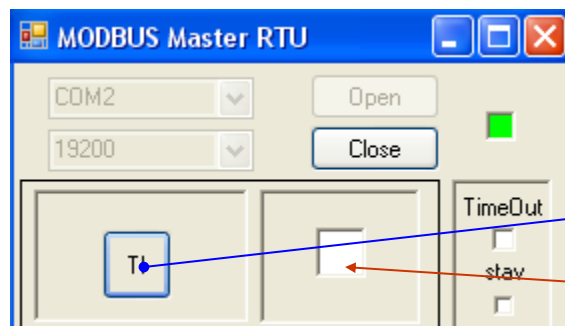 MODBUS Master RTU
COM2
Open
19200
Close
TimeOut
stav